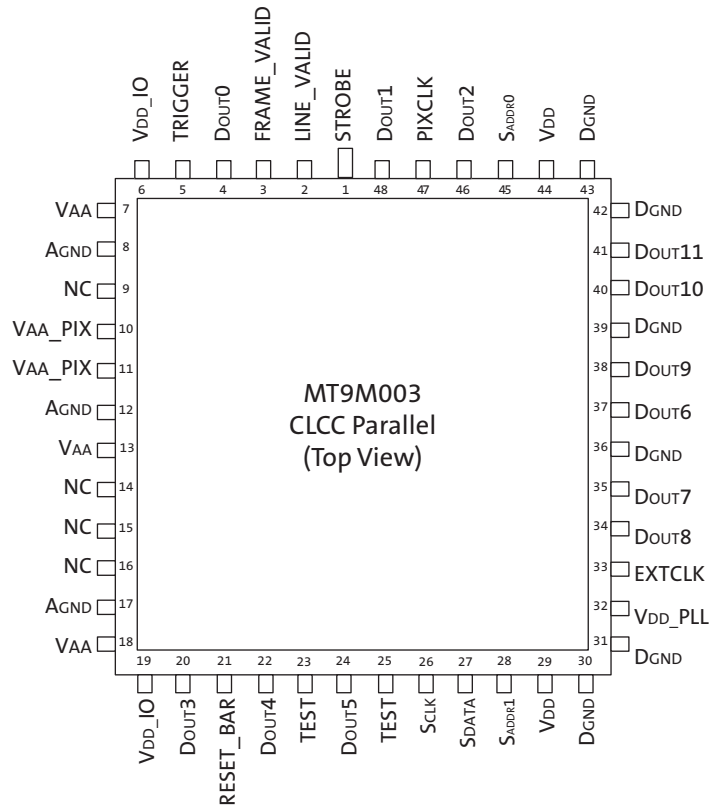 VDD_IO
TRIGGER
DOUT0
FRAME_VALID
LINE_VALID
STROBE
DOUT1
PIXCLK
DOUT2
SADDR0
VDD
DGND
6 5 4 3 2 1 48 47 46 45 44 43
VAA 7
AGND 8
NC 9
VAA_PIX 10
VAA_PIX 11
AGND 12
VAA 13
NC 14
NC 15
NC 16
AGND 17
VAA 18
MT9M003
CLCC Parallel
(Top View)
42 DGND
41 DOUT11
40 DOUT10
39 DGND
38 DOUT9
37 DOUT6
36 DGND
35 DOUT7
34 DOUT8
33 EXTCLK
32 VDD_PLL
31 DGND
19 20 21 22 23 24 25 26 27 28 29 30
VDD_IO
DOUT3
RESET_BAR
DOUT4
TEST
DOUT5
TEST
SCLK
SDATA
SADDR1
VDD
DGND